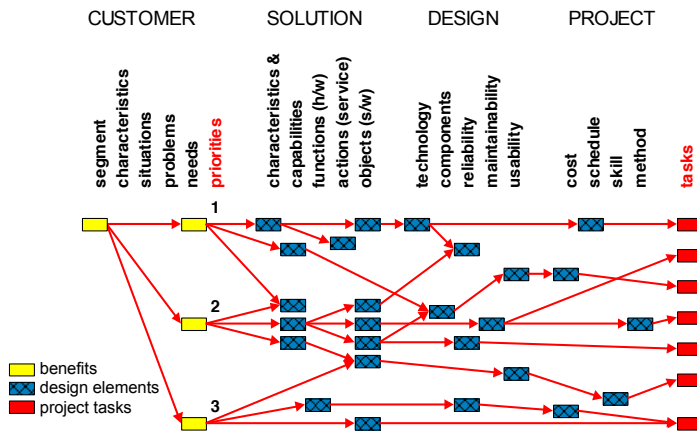 CUSTOMER
SOLUTION
DESIGN
PROJECT
segment
characteristics
situations
problems
needs
priorities
characteristics &
capabilities
functions (h/w)
actions (service)
objects (s/w)
technology
components
reliability
maintainability
usability
cost
schedule
skill
method
tasks
1
2
3
benefits
design elements
project tasks